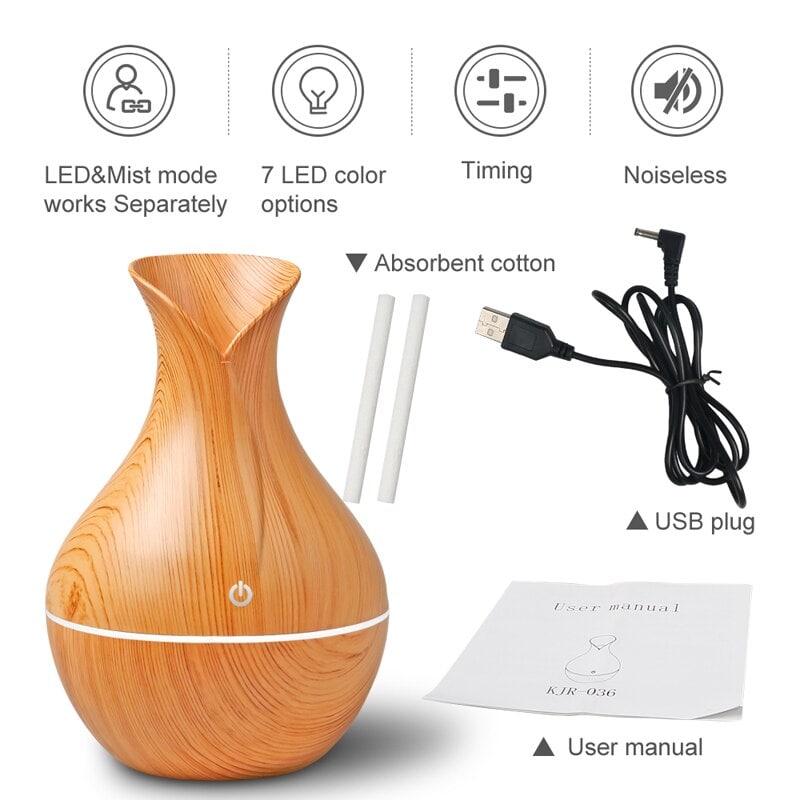 LED&Mist mode
works Separately
7 LED color
options
Timing
Noiseless
▼ Absorbent cotton
▲ USB plug
User manual
KJR-036
▲ User manual